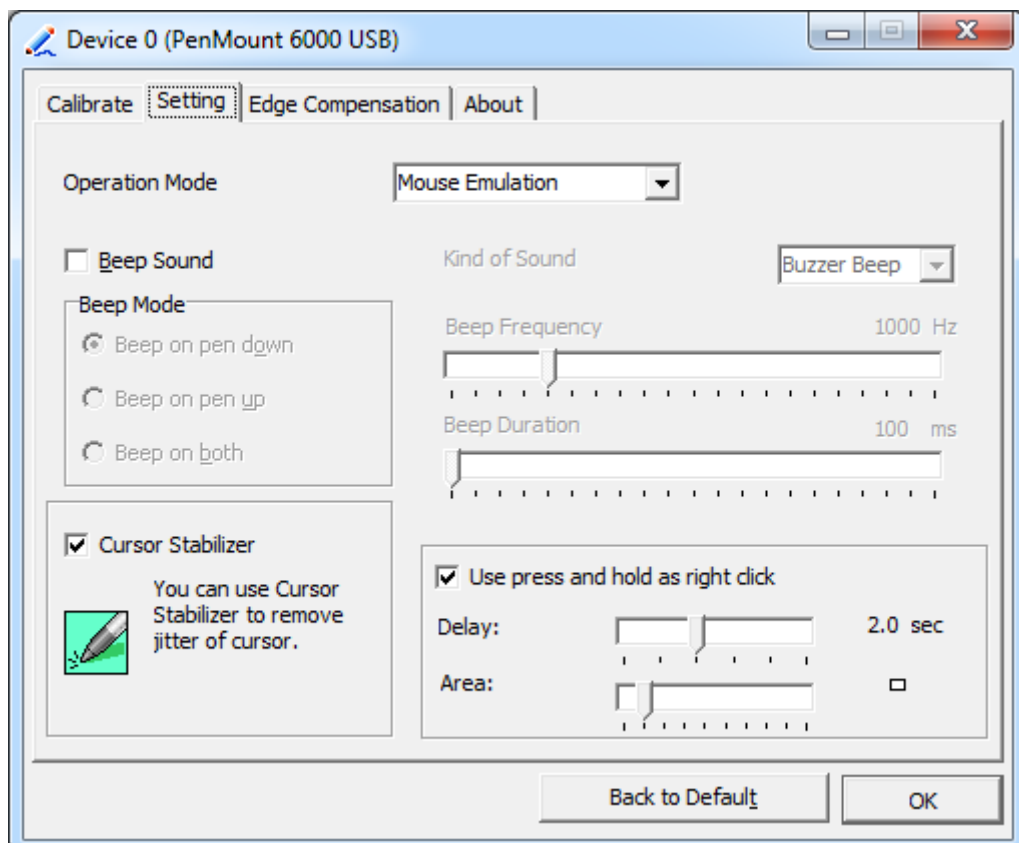 Device 0 (PenMount 6000 USB)
Calibrate Setting Edge Compensation About
Operation Mode Mouse Emulation
Beep Sound Kind of Sound Buzzer Beep
Beep Mode
Beep on pen down
Beep on pen up
Beep on both
Beep Frequency 1000 Hz
Beep Duration 100 ms
Cursor Stabilizer
You can use Cursor
Stabilizer to remove
jitter of cursor.
Use press and hold as right click
Delay: 2.0 sec
Area:
Back to Default OK